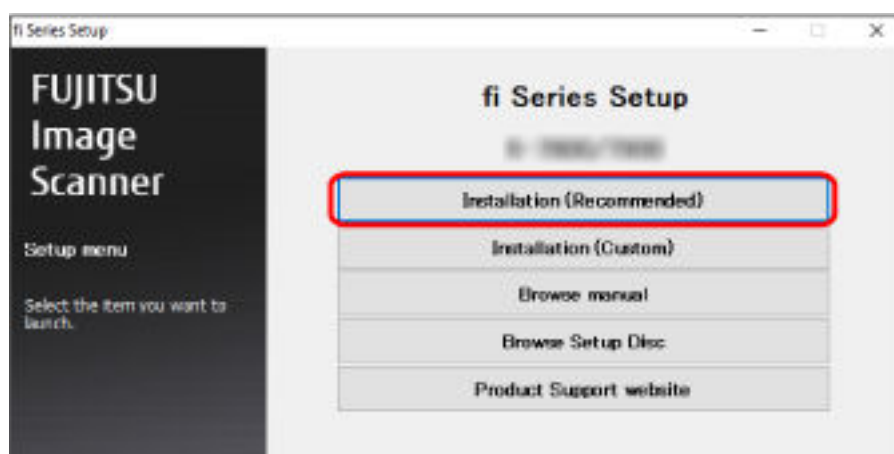 fi Series Setup
FUJITSU
Image
Scanner
Setup menu
Select the item you want to
launch.
fi Series Setup
Installation (Recommended)
Installation (Custom)
Browse manual
Browse Setup Disc
Product Support website